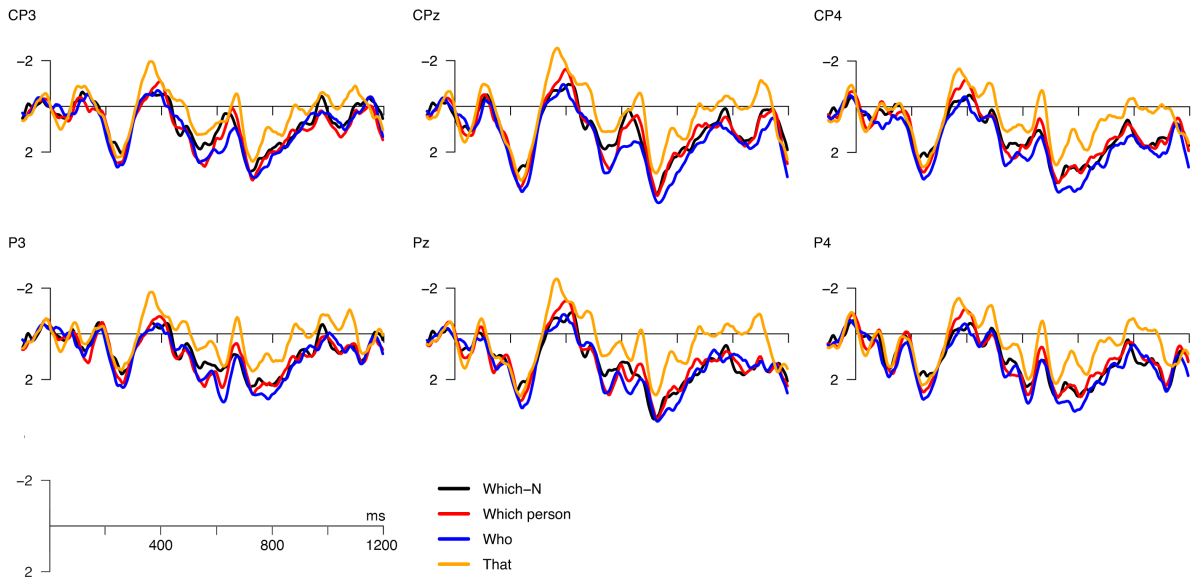 CP3 CPz CP4
−2 −2 −2
2 2 2
P3 Pz P4
−2 −2 −2
2 2 2
−2
ms
400 800 1200
2
Which−N
Which person
Who
That